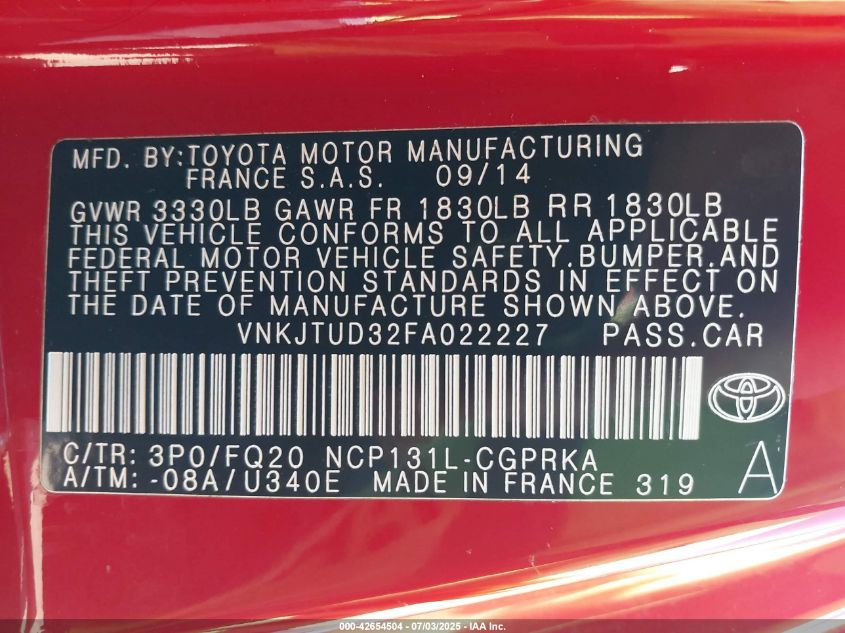 MFD. BY:TOYOTA MOTOR MANUFACTURING
FRANCE S.A.S. 09/14
GVWR 3330LB GAWR FR 1830LB RR 1830LB
THIS VEHICLE CONFORMS TO ALL APPLICABLE
FEDERAL MOTOR VEHICLE SAFETY,BUMPER,AND
THEFT PREVENTION STANDARDS IN EFFECT ON
THE DATE OF MANUFACTURE SHOWN ABOVE.
VNKJTUD32FA022227 PASS.CAR
C/TR: 3P0/FQ20 NCP131L-CGPRKA
A/TM: -08A/U340E MADE IN FRANCE 319 A
000-42654504 | 07/03/2025 | IAA Inc.